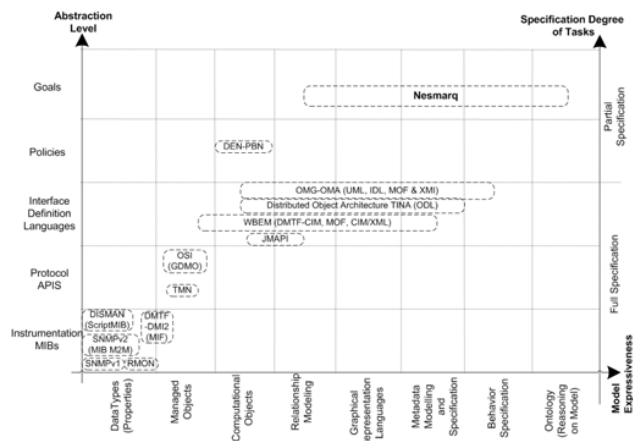 Abstraction
Level
Specification Degree
of Tasks
Goals
Nesmarq
Partial
Specification
Policies
DEN-PBN
Interface
Definition
Languages
OMG-OMA (UML, IDL, MOF & XMI)
Distributed Object Architecture TINA (ODL)
WBEM (DMTF-CIM, MOF, CIM/XML)
JMAPI
Protocol
APIS
OSI
(GDMO)
TMN
Full Specification
Instrumentation
MIBs
DISMAN
(ScriptMIB)
DMTF
-DMI2
(MIF)
SNMPv2
(MIB M2M)
SNMPv1
RMON
DataTypes
(Properties)
Managed
Objects
Computational
Objects
Relationship
Modeling
Graphical
Representation
Languages
Metadata
Modelling
and
Specification
Behavior
Specification
Ontology
(Reasoning
on Model)
Model
Expressiveness